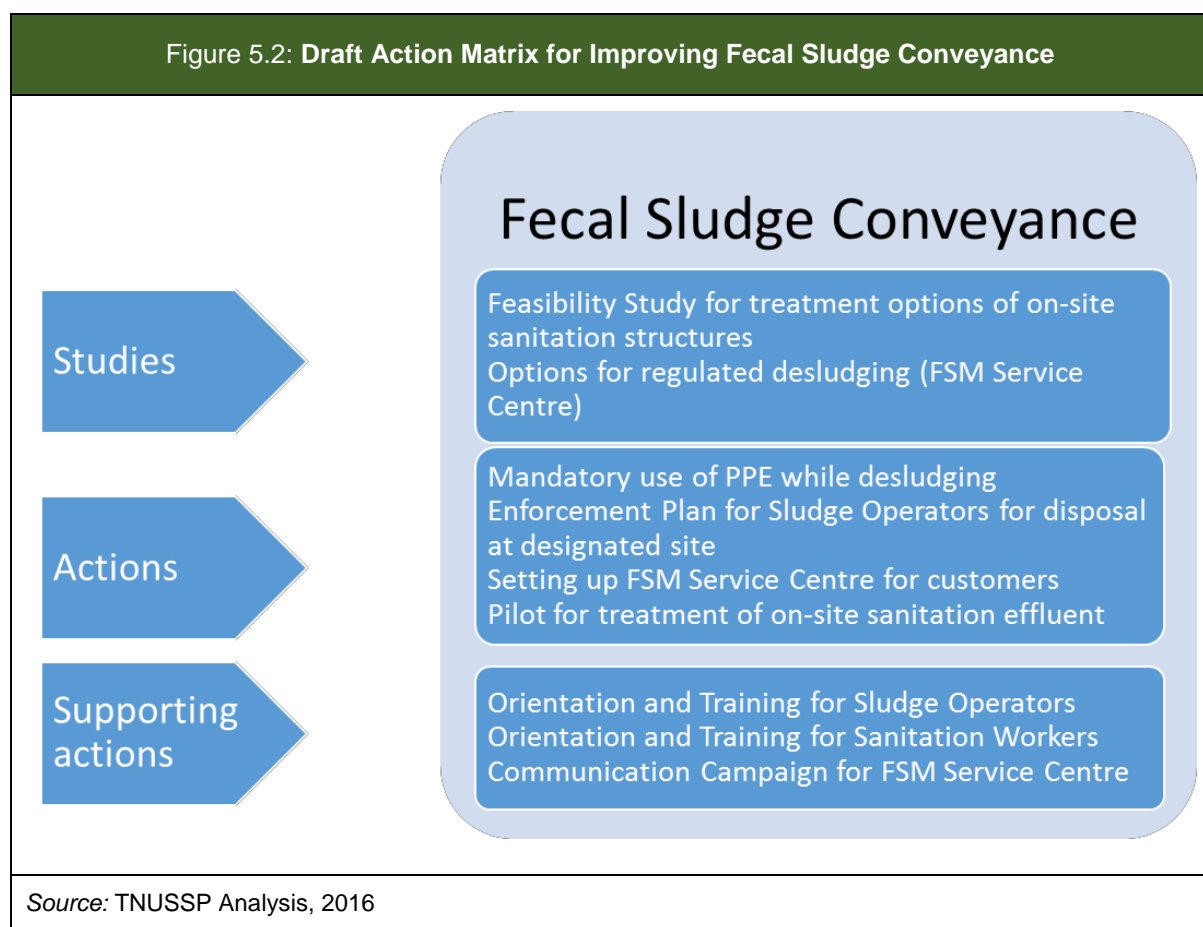 Figure 5.2: Draft Action Matrix for Improving Fecal Sludge Conveyance
Fecal Sludge Conveyance
Studies
Feasibility Study for treatment options of on-site
sanitation structures
Options for regulated desludging (FSM Service
Centre)
Actions
Mandatory use of PPE while desludging
Enforcement Plan for Sludge Operators for disposal
at designated site
Setting up FSM Service Centre for customers
Pilot for treatment of on-site sanitation effluent
Supporting
actions
Orientation and Training for Sludge Operators
Orientation and Training for Sanitation Workers
Communication Campaign for FSM Service Centre
Source: TNUSSP Analysis, 2016